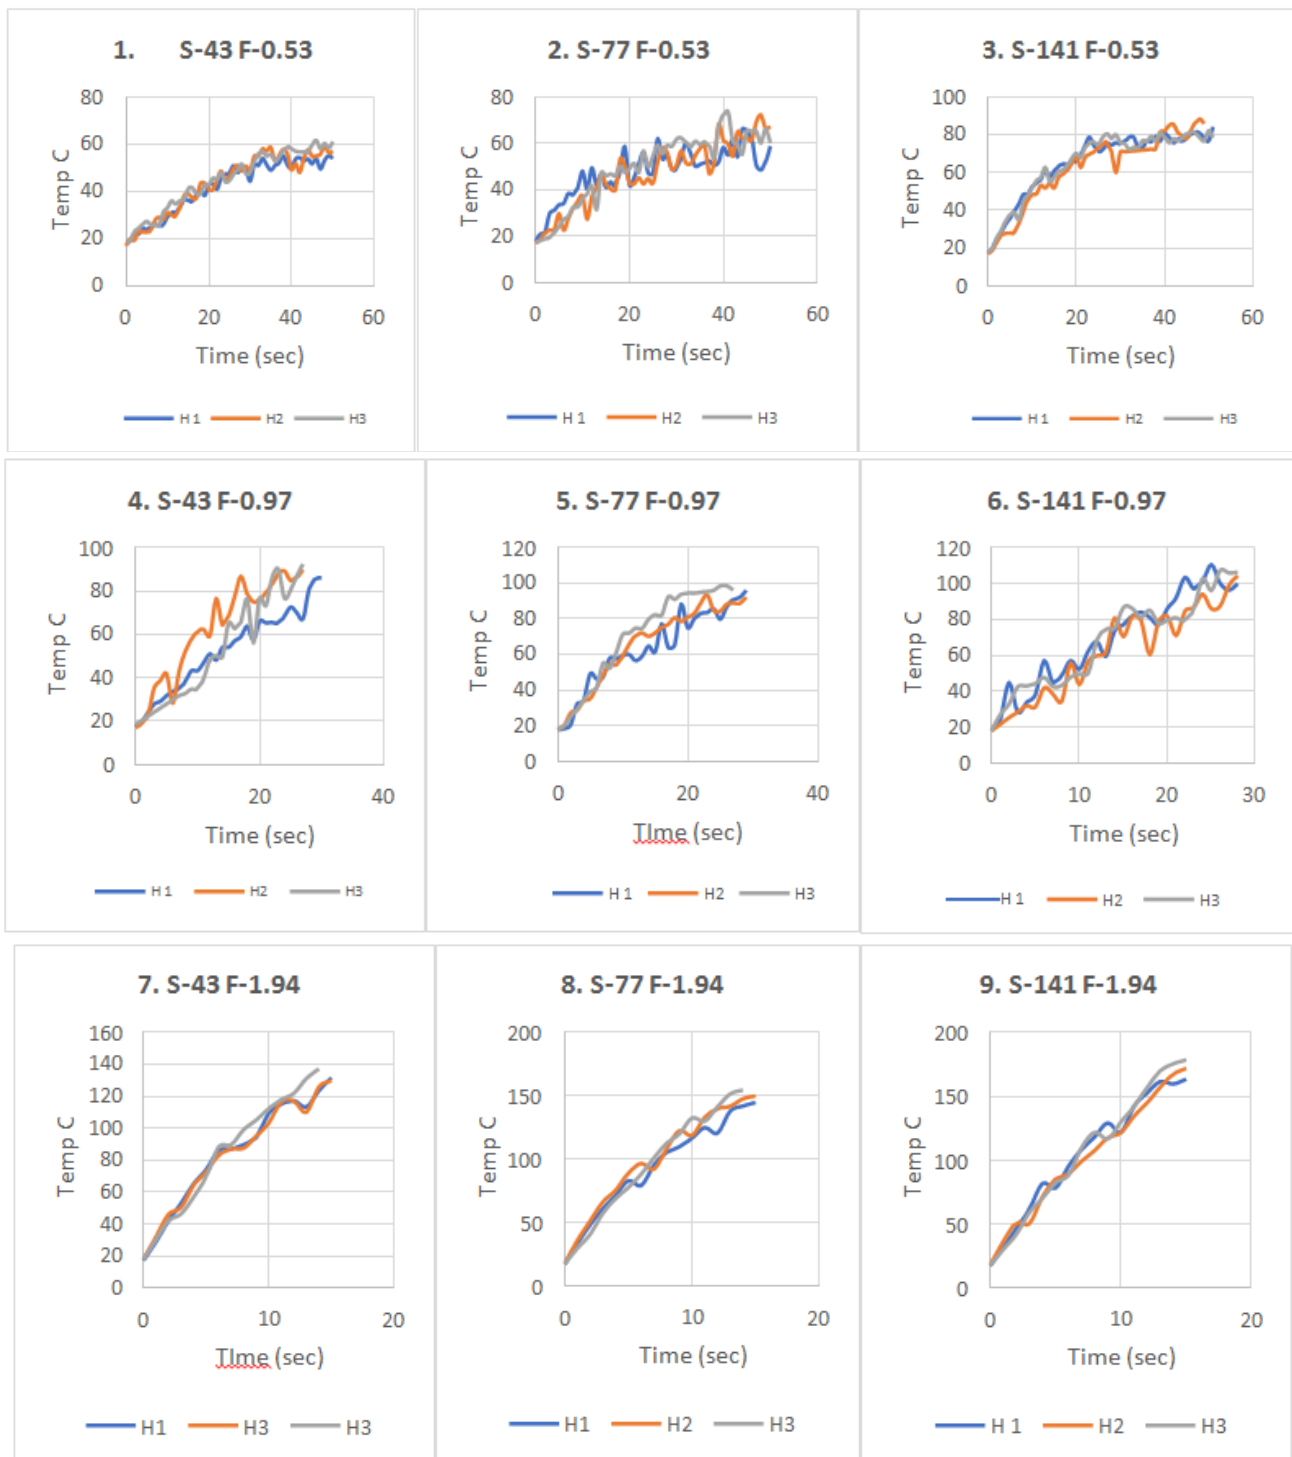 1. S-43 F-0.53
80
60
40
20
0
Temp C
0 20 40 60
Time (sec)
H 1 H2 H3
2. S-77 F-0.53
80
60
40
20
0
Temp C
0 20 40 60
Time (sec)
H 1 H2 H3
3. S-141 F-0.53
100
80
60
40
20
0
Temp C
0 20 40 60
Time (sec)
H 1 H2 H3
4. S-43 F-0.97
100
80
60
40
20
0
Temp C
0 20 40
Time (sec)
H 1 H2 H3
5. S-77 F-0.97
120
100
80
60
40
20
0
Temp C
0 20 40
TIme (sec)
H 1 H2 H3
6. S-141 F-0.97
120
100
80
60
40
20
0
Temp C
0 10 20 30
Time (sec)
H 1 H2 H3
7. S-43 F-1.94
160
140
120
100
80
60
40
20
0
Temp C
0 10 20
TIme (sec)
H1 H3 H3
8. S-77 F-1.94
200
150
100
50
0
Temp C
0 10 20
Time (sec)
H1 H2 H3
9. S-141 F-1.94
200
150
100
50
0
Temp C
0 10 20
Time (sec)
H 1 H2 H3